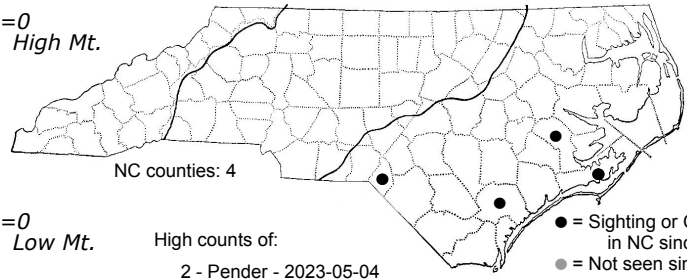 =0
High Mt.
NC counties: 4
=0
Low Mt.
High counts of:
2 - Pender - 2023-05-04
● = Sighting or
in NC sinc
● = Not seen sin